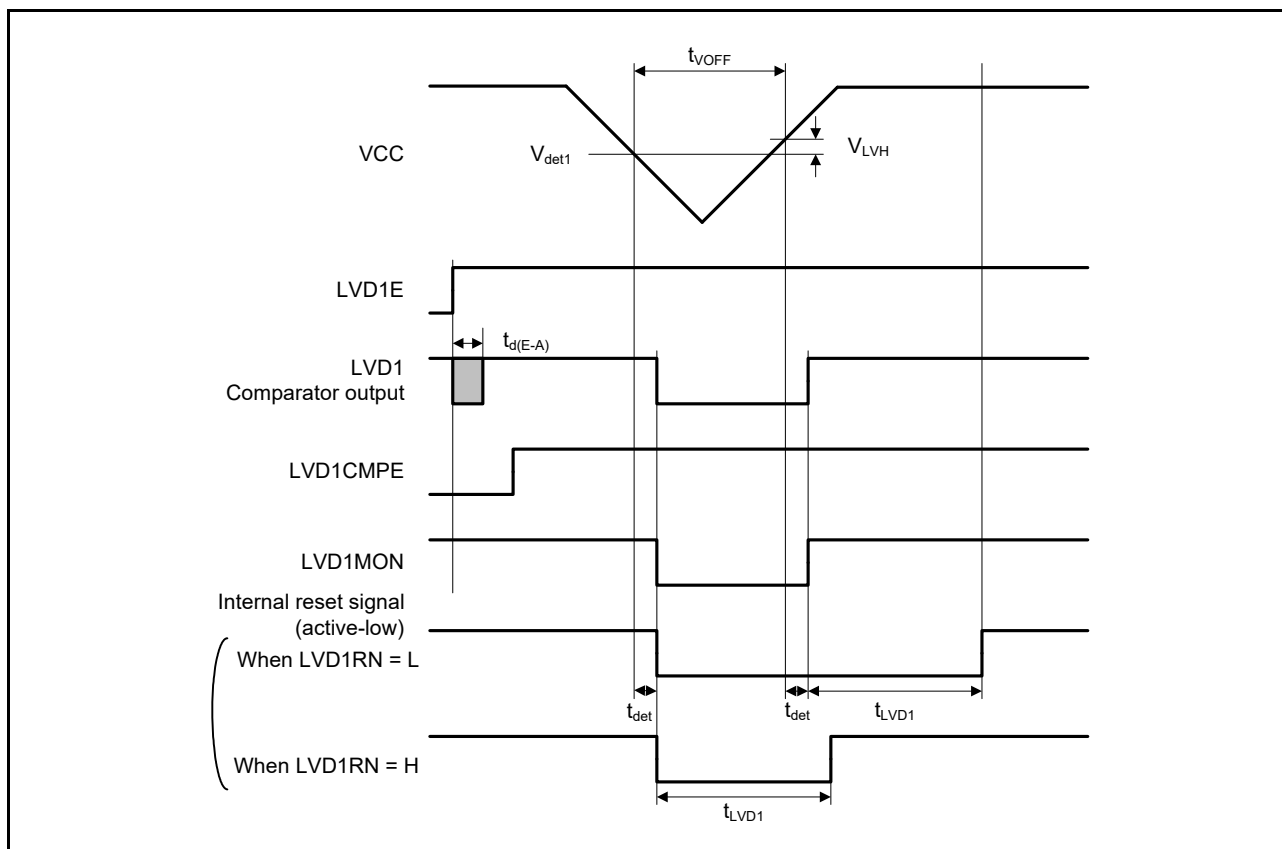 tVOFF
VCC
Vdet1
VLVH
LVD1E
td(E-A)
LVD1
Comparator output
LVD1CMPE
LVD1MON
Internal reset signal
(active-low)
When LVD1RN = L
tdet
tdet
tLVD1
When LVD1RN = H
tLVD1